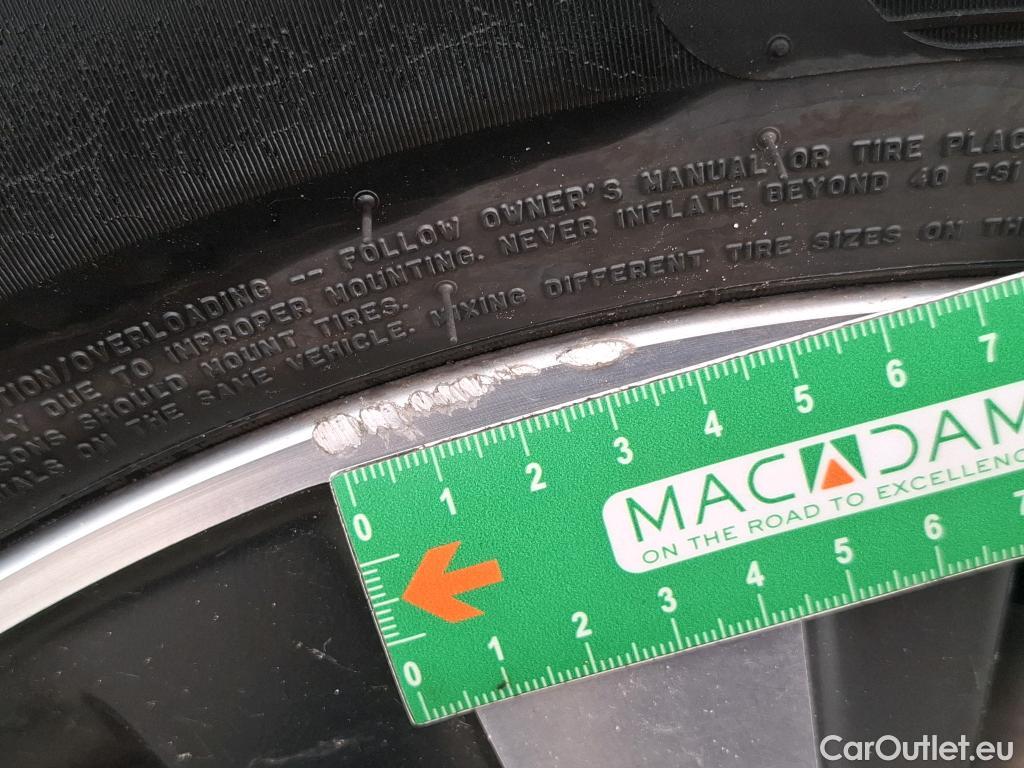 TION/OVERLOADING -- FOLLOW OWNER'S MANUAL OR TIRE PLAC
LY DUE TO IMPROPER MOUNTING. NEVER INFLATE BEYOND 40 PSI
SONS SHOULD MOUNT TIRES.
IALS ON THE SAME VEHICLE. MIXING DIFFERENT TIRE SIZES ON TH
0 1 2 3 4 5 6 7
MACADAM
ON THE ROAD TO EXCELLENC
0 1 2 3 4 5 6 7
CarOutlet.eu